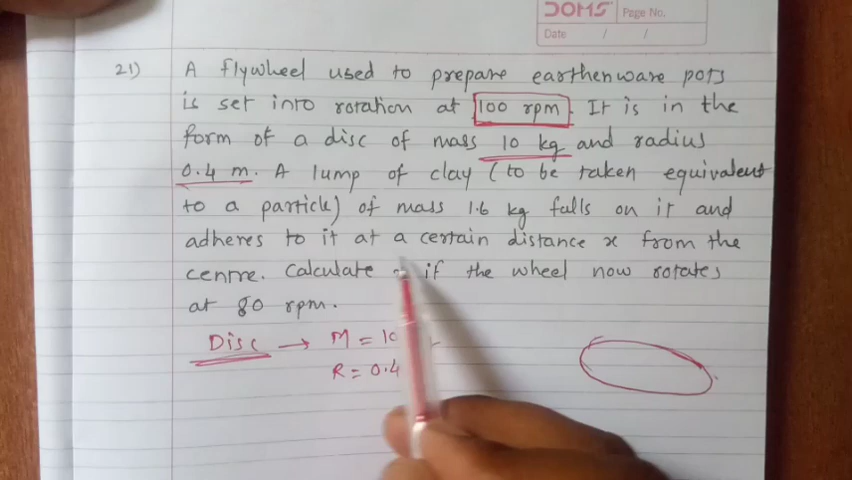 DOMS Page No.
Date / /
21) A flywheel used to prepare earthenware pots
is set into rotation at 100 rpm. It is in the
form of a disc of mass 10 kg and radius
0.4 m. A lump of clay (to be taken equivalent
to a particle) of mass 1.6 kg falls on it and
adheres to it at a certain distance x from the
centre. Calculate if the wheel now rotates
at 80 rpm.
Disc → M = 10
R = 0.4